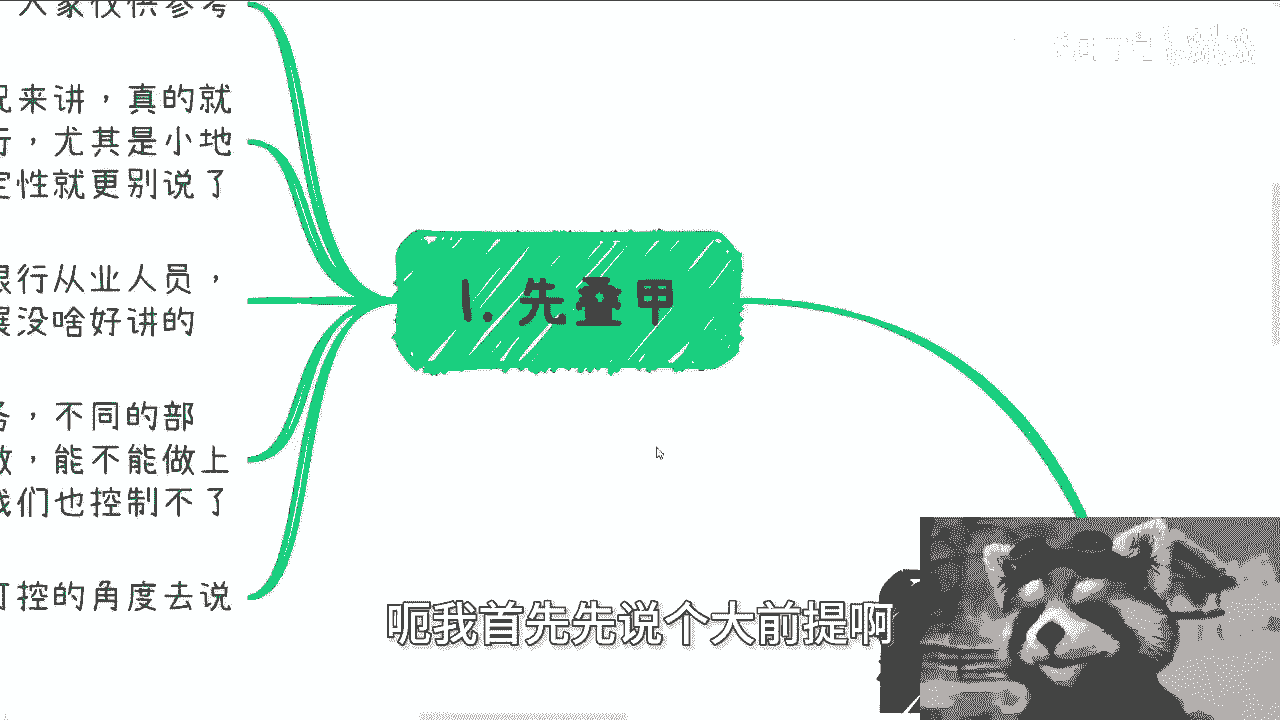 大家仅供参考
况来讲，真的就
行，尤其是小地
定性就更别说了
银行从业人员，
展没啥好讲的
务，不同的部
做，能不能做上
我们也控制不了
可控的角度去说
1. 先叠甲
呃我首先先说个大前提啊